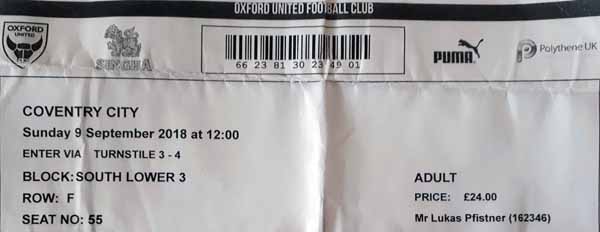 OXFORD UNITED FOOTBALL CLUB
OXFORD UNITED
SINGHA
66 23 81 30 23 49 01
PUMA
Polythene UK
COVENTRY CITY
Sunday 9 September 2018 at 12:00
ENTER VIA TURNSTILE 3 - 4
BLOCK: SOUTH LOWER 3
ADULT
ROW: F
PRICE: £24.00
SEAT NO: 55
Mr Lukas Pfistner (162346)